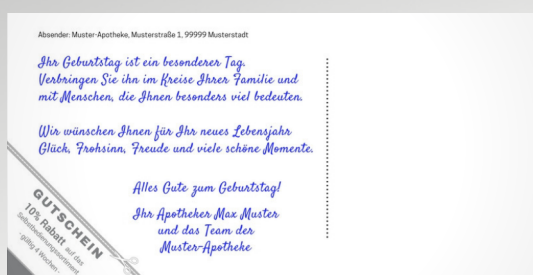 Absender: Muster-Apotheke, Musterstraße 1, 99999 Musterstadt
Ihr Geburtstag ist ein besonderer Tag.
Verbringen Sie ihn im Kreise Ihrer Familie und
mit Menschen, die Ihnen besonders viel bedeuten.
Wir wünschen Ihnen für Ihr neues Lebensjahr
Glück, Frohsinn, Freude und viele schöne Momente.
Alles Gute zum Geburtstag!
Ihr Apotheker Max Muster
und das Team der
Muster-Apotheke
GUTSCHEIN
10% Rabatt auf das
Selbstbedienungssortiment
- gültig 4 Wochen -